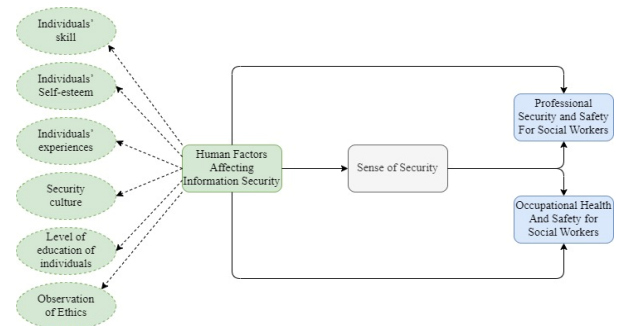 Individuals'
skill
Individuals'
Self-esteem
Individuals'
experiences
Security
culture
Level of
education of
individuals
Observation
of Ethics
Human Factors
Affecting
Information Security
Sense of Security
Professional
Security and Safety
For Social Workers
Occupational Health
And Safety for
Social Workers